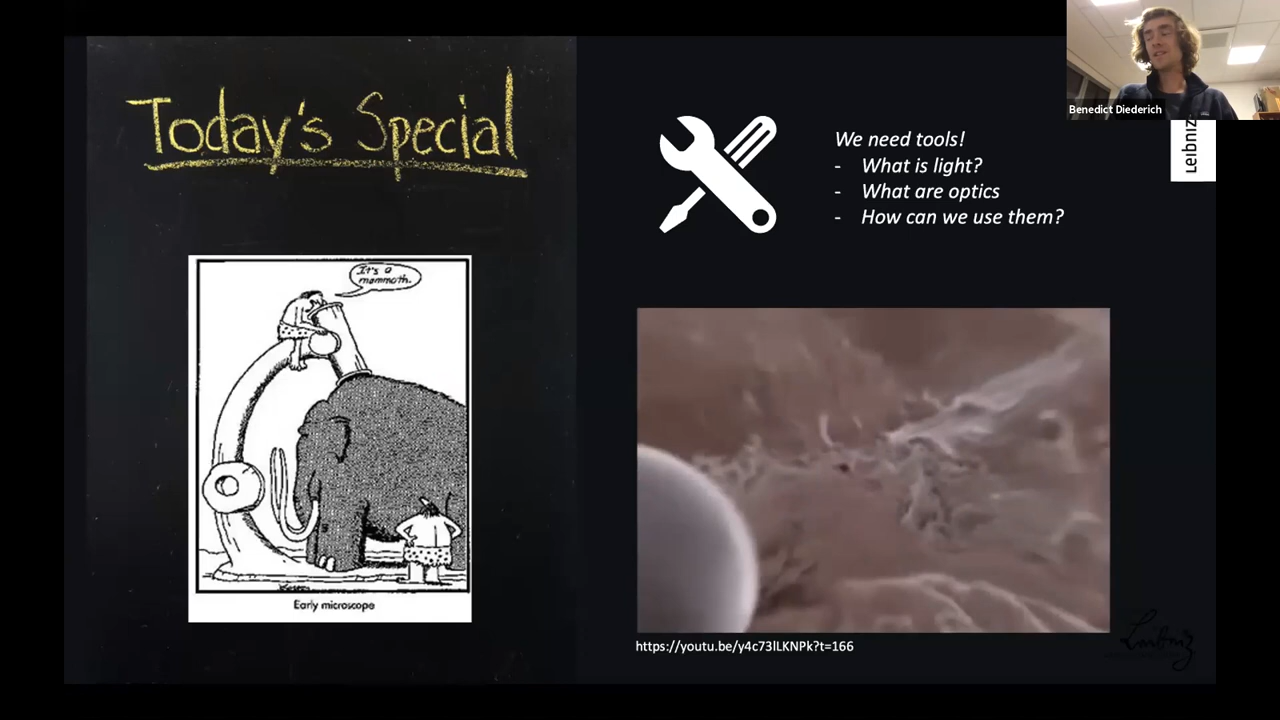 Today's Special
It's a
mammoth.
Early microscope
We need tools!
- What is light?
- What are optics
- How can we use them?
https://youtu.be/y4c73lLKNPk?t=166
Benedict Diederich
Leibniz